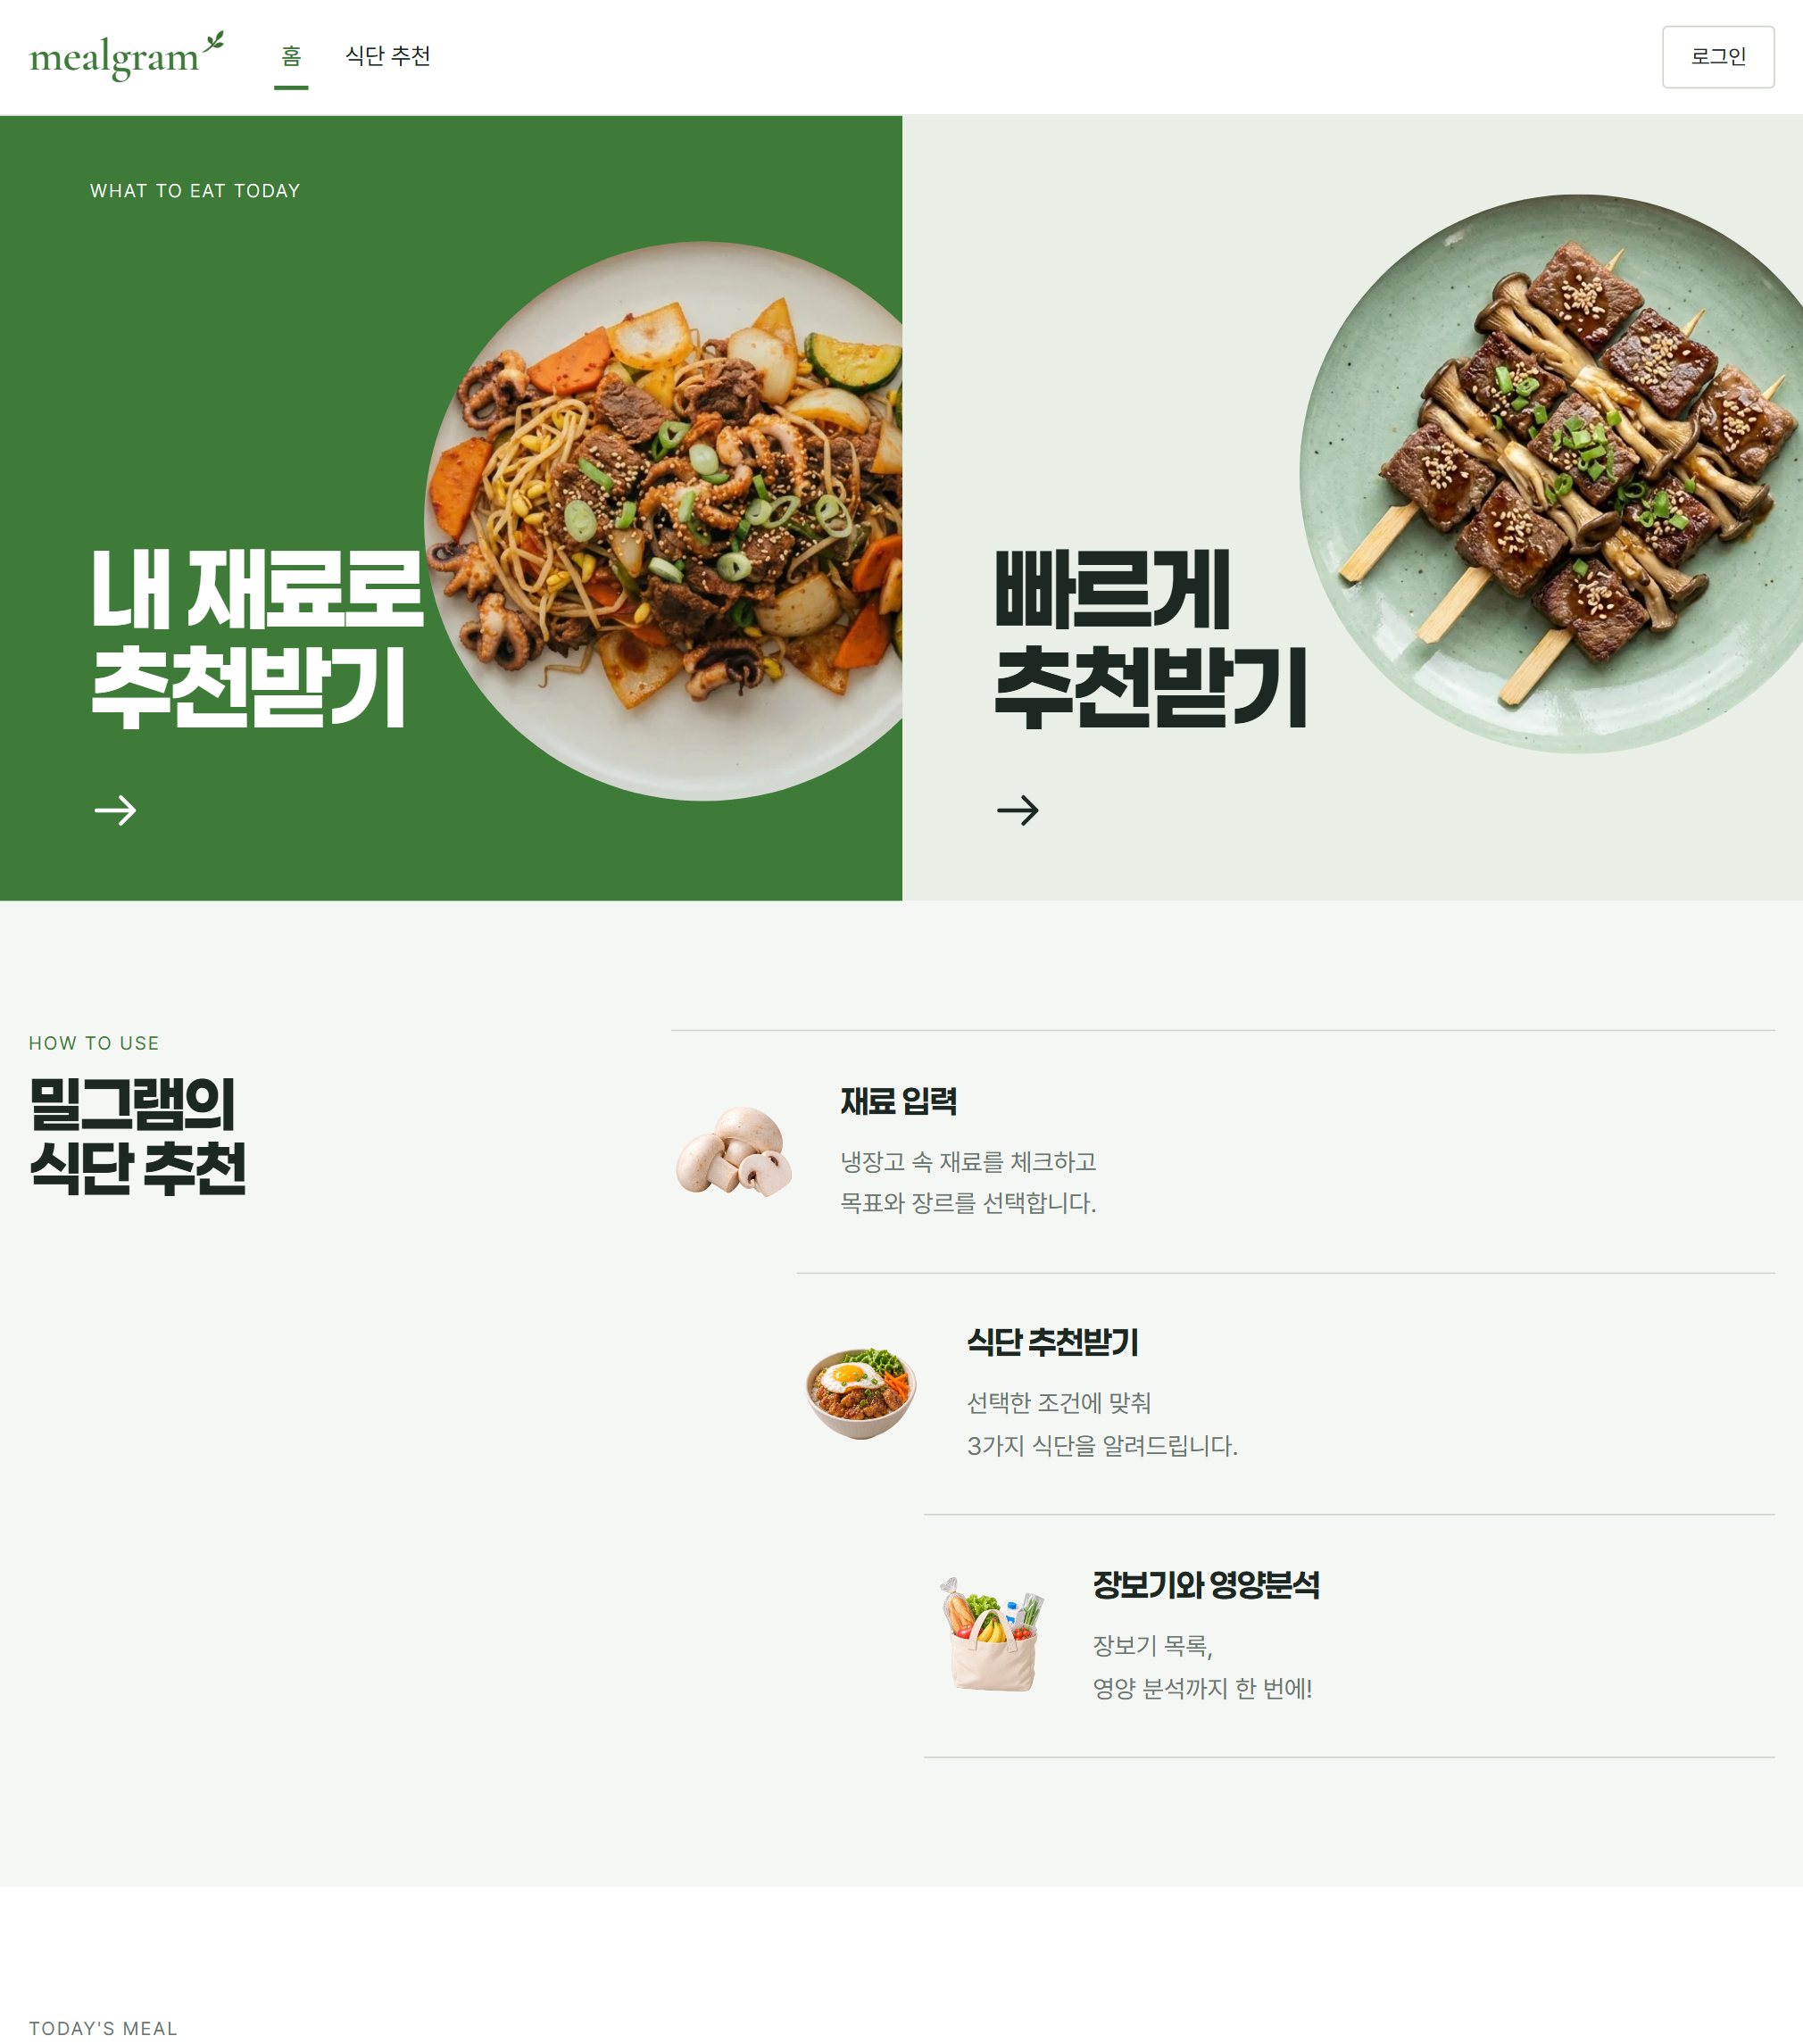 mealgram
홈
식단 추천
로그인
WHAT TO EAT TODAY
내 재료로
추천받기
빠르게
추천받기
HOW TO USE
밀그램의
식단 추천
재료 입력
냉장고 속 재료를 체크하고
목표와 장르를 선택합니다.
식단 추천받기
선택한 조건에 맞춰
3가지 식단을 알려드립니다.
장보기와 영양분석
장보기 목록,
영양 분석까지 한 번에!
TODAY'S MEAL